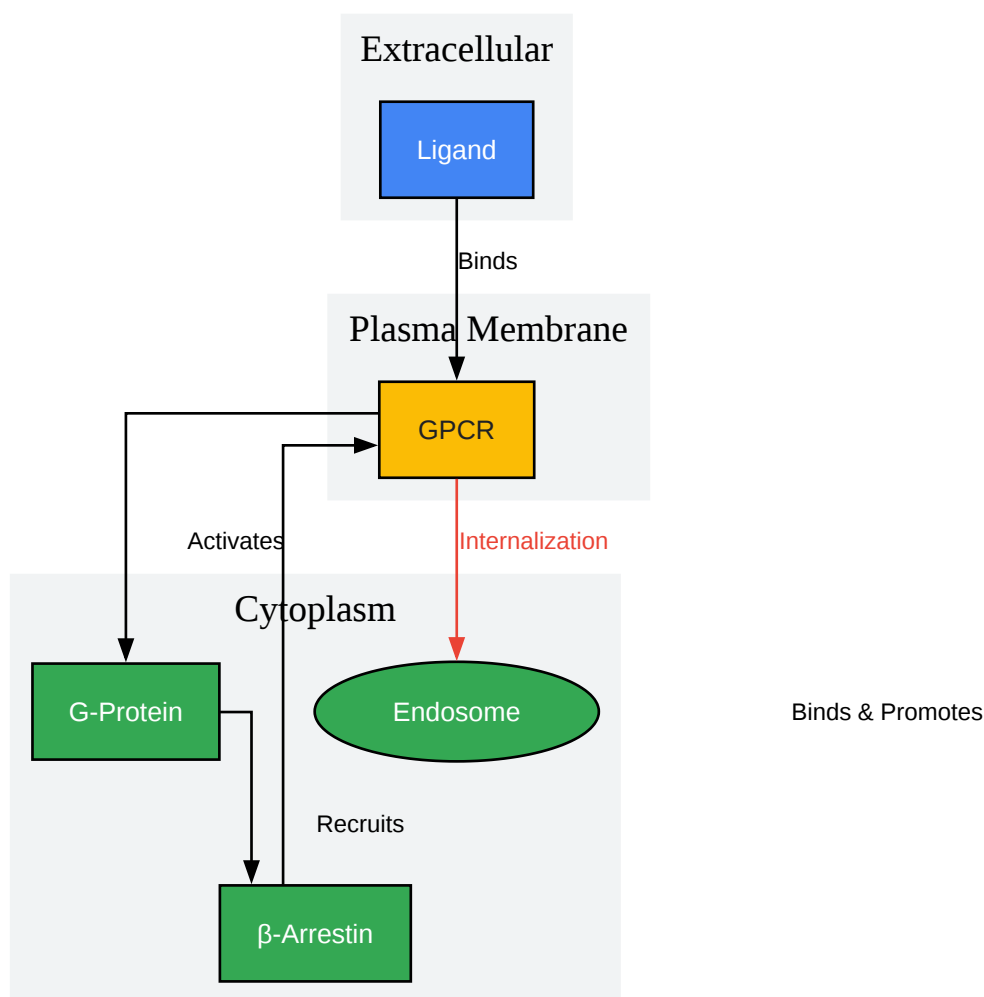 Extracellular
Ligand
Binds
Plasma Membrane
GPCR
Activates
Internalization
Cytoplasm
G-Protein
Endosome
Binds & Promotes
Recruits
β-Arrestin